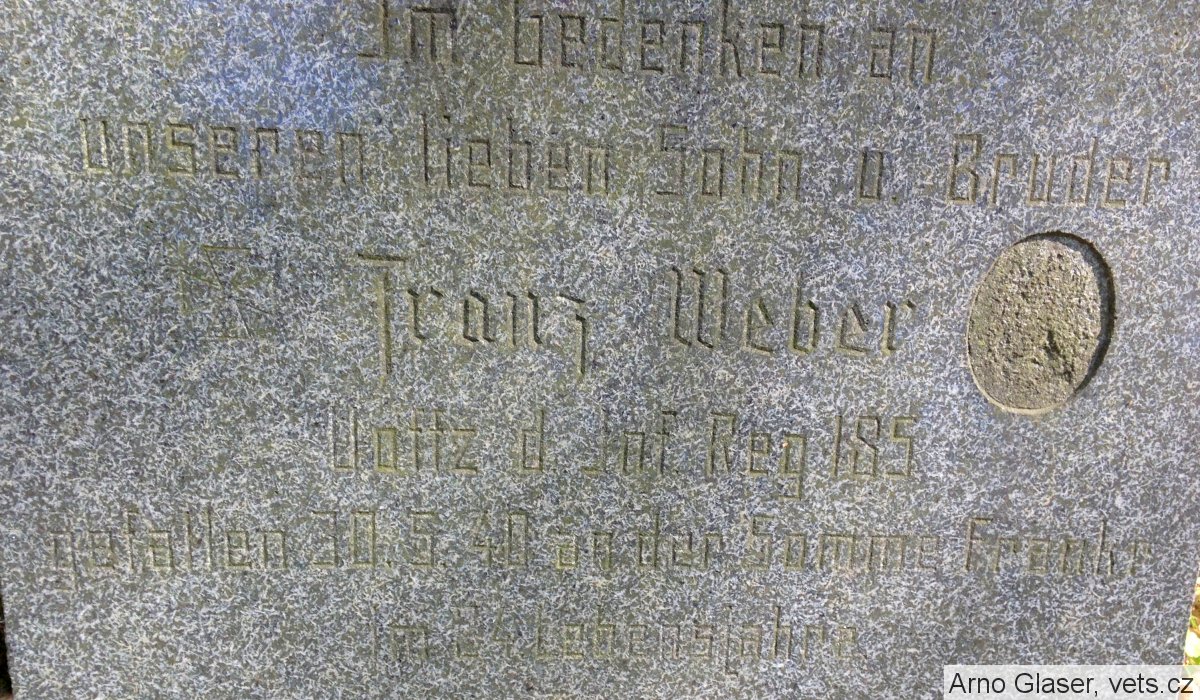 Im Gedenken an
unseren lieben Sohn u. Bruder
Franz Weber
d. Inf. Reg 185
gefallen 30. 5. 40 an der Somme Frankr
im 24 Lebensjahre.
Arno Glaser, vets.cz